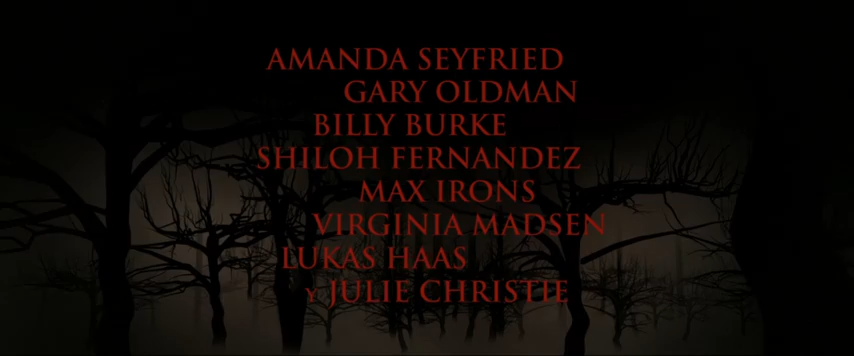 AMANDA SEYFRIED
GARY OLDMAN
BILLY BURKE
SHILOH FERNANDEZ
MAX IRONS
VIRGINIA MADSEN
LUKAS HAAS
Y JULIE CHRISTIE